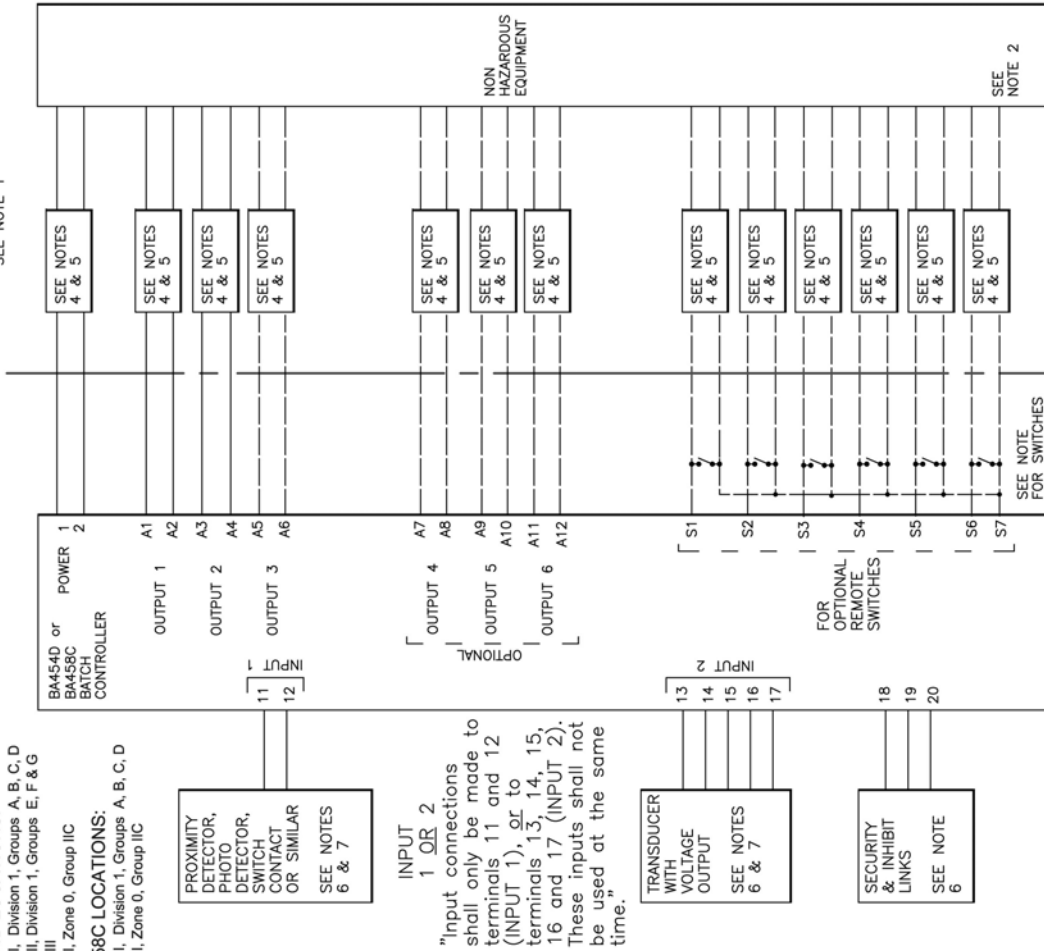 SEE NOTE 1
I, Division 1, Groups A, B, C, D
II, Division 1, Groups E, F & G
III
I, Zone 0, Group IIC
58C LOCATIONS:
I, Division 1, Groups A, B, C, D
I, Zone 0, Group IIC
BA454D or
BA458C
BATCH
CONTROLLER
POWER
1
2
OUTPUT 1
A1
A2
OUTPUT 2
A3
A4
OUTPUT 3
A5
A6
OPTIONAL
OUTPUT 4
A7
A8
OUTPUT 5
A9
A10
OUTPUT 6
A11
A12
FOR
OPTIONAL
REMOTE
SWITCHES
S1
S2
S3
S4
S5
S6
S7
SEE NOTE
FOR SWITCHES
SEE NOTES
4 & 5
SEE NOTES
4 & 5
SEE NOTES
4 & 5
SEE NOTES
4 & 5
SEE NOTES
4 & 5
SEE NOTES
4 & 5
SEE NOTES
4 & 5
SEE NOTES
4 & 5
SEE NOTES
4 & 5
SEE NOTES
4 & 5
SEE NOTES
4 & 5
SEE NOTES
4 & 5
SEE NOTES
4 & 5
NON
HAZARDOUS
EQUIPMENT
SEE
NOTE 2
PROXIMITY
DETECTOR,
PHOTO
DETECTOR,
SWITCH
CONTACT
OR SIMILAR
SEE NOTES
6 & 7
INPUT 1
11
12
INPUT
1 OR 2
"Input connections
shall only be made to
terminals 11 and 12
(INPUT 1), or to
terminals 13, 14, 15,
16 and 17 (INPUT 2).
These inputs shall not
be used at the same
time."
TRANSDUCER
WITH
VOLTAGE
OUTPUT
SEE NOTES
6 & 7
INPUT 2
13
14
15
16
17
SECURITY
& INHIBIT
LINKS
SEE NOTE
6
18
19
20